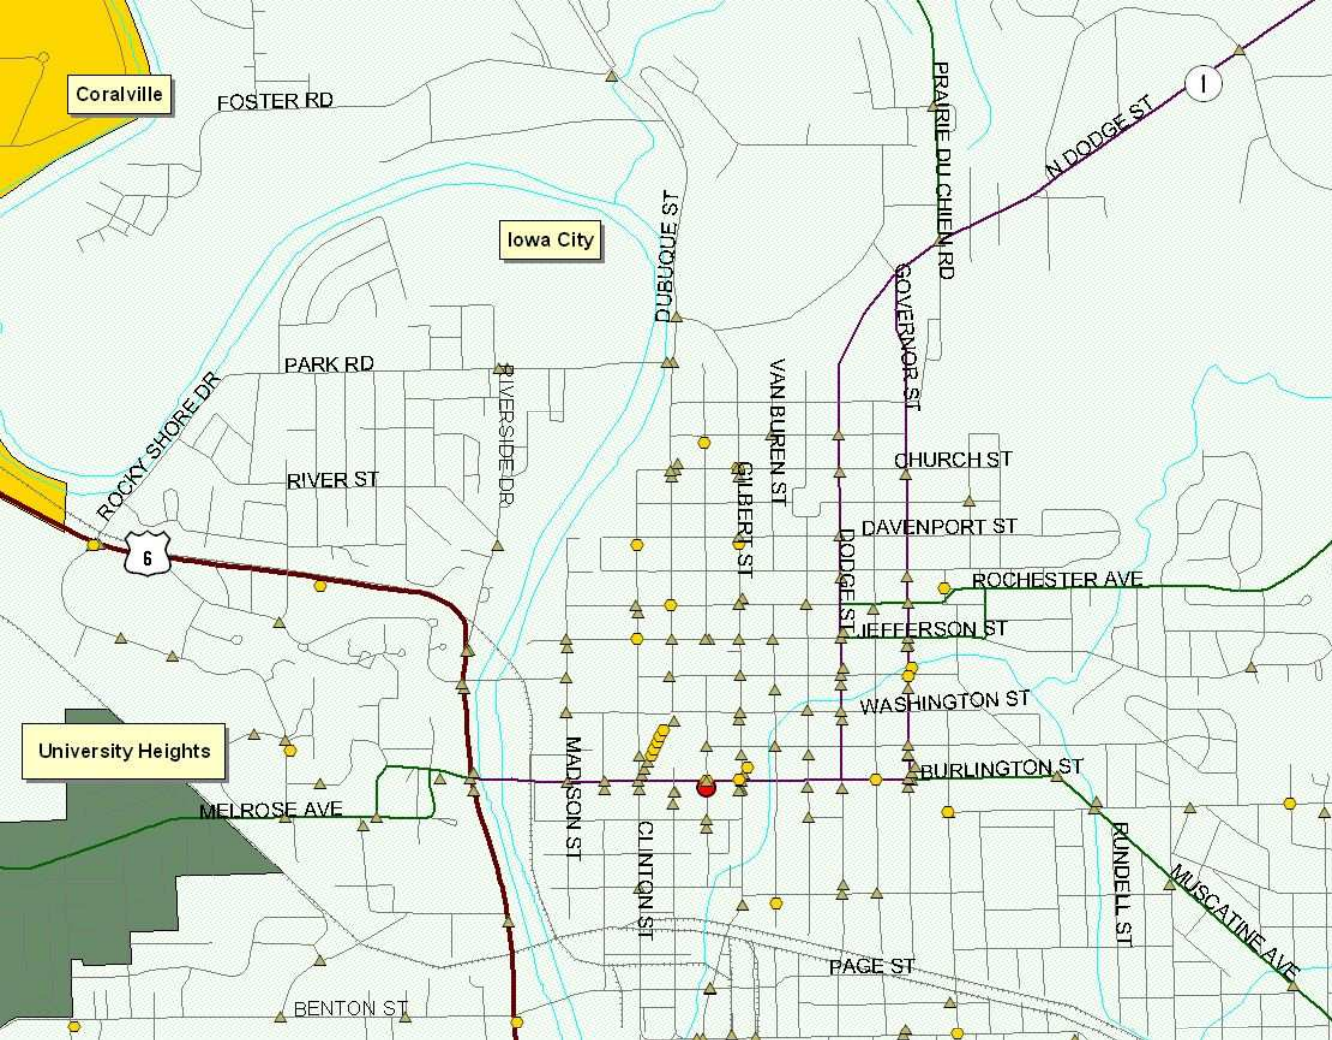 Coralville
FOSTER RD
PRAIRIE DU CHIEN RD
1
N DODGE ST
Iowa City
DUBUQUE ST
GOVERNOR ST
PARK RD
RIVERSIDE DR
VAN BUREN ST
ROCKY SHORE DR
RIVER ST
GILBERT ST
CHURCH ST
DAVENPORT ST
DODGE ST
6
ROCHESTER AVE
JEFFERSON ST
WASHINGTON ST
University Heights
MADISON ST
BURLINGTON ST
MELROSE AVE
CLINTON ST
RUNDELL ST
MUSCATINE AVE
PAGE ST
BENTON ST